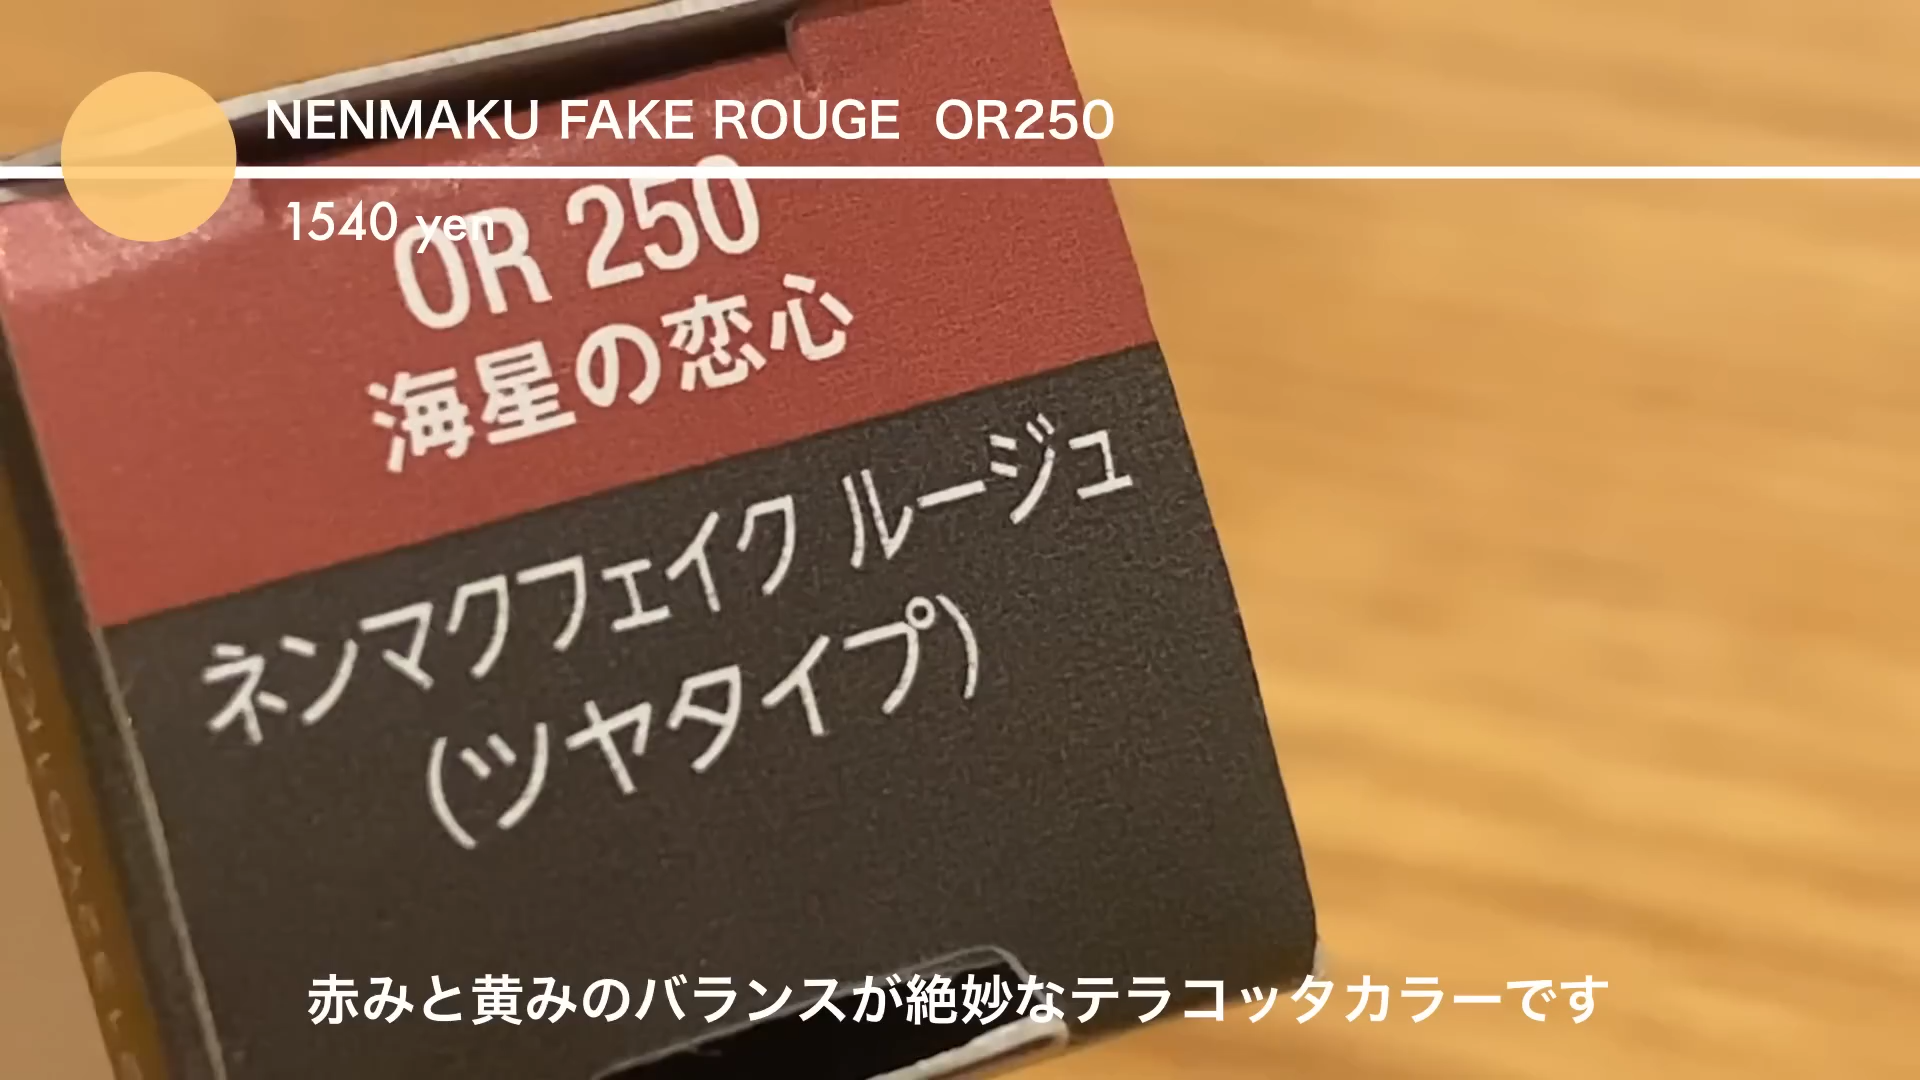 NENMAKU FAKE ROUGE OR250
1540 yen
OR 250
海星の恋心
ネンマクフェイク ルージュ
(ツヤタイプ)
赤みと黄みのバランスが絶妙なテラコッタカラーです